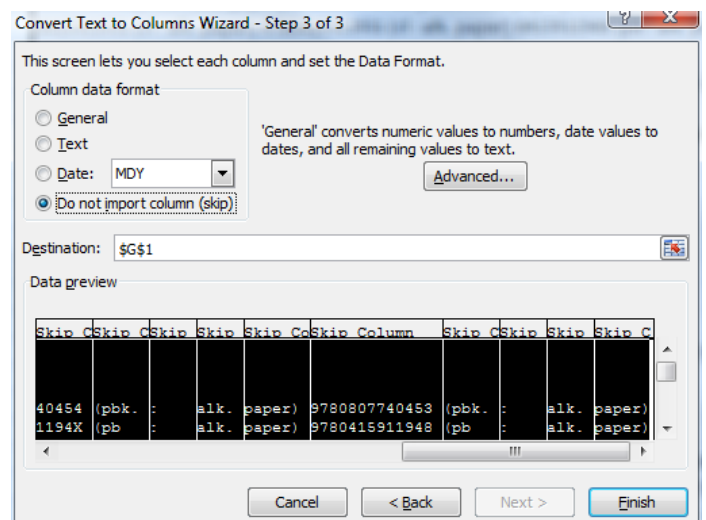 Convert Text to Columns Wizard - Step 3 of 3
This screen lets you select each column and set the Data Format.
Column data format
General
Text
Date: MDY
Do not import column (skip)
'General' converts numeric values to numbers, date values to
dates, and all remaining values to text.
Advanced...
Destination: $G$1
Data preview
Skip C Skip C Skip Skip Skip Co Skip Column Skip C Skip Skip Skip C
40454 (pbk. : alk. paper) 9780807740453 (pbk. : alk. paper)
1194X (pb : alk. paper) 9780415911948 (pb : alk. paper)
Cancel < Back Next > Finish